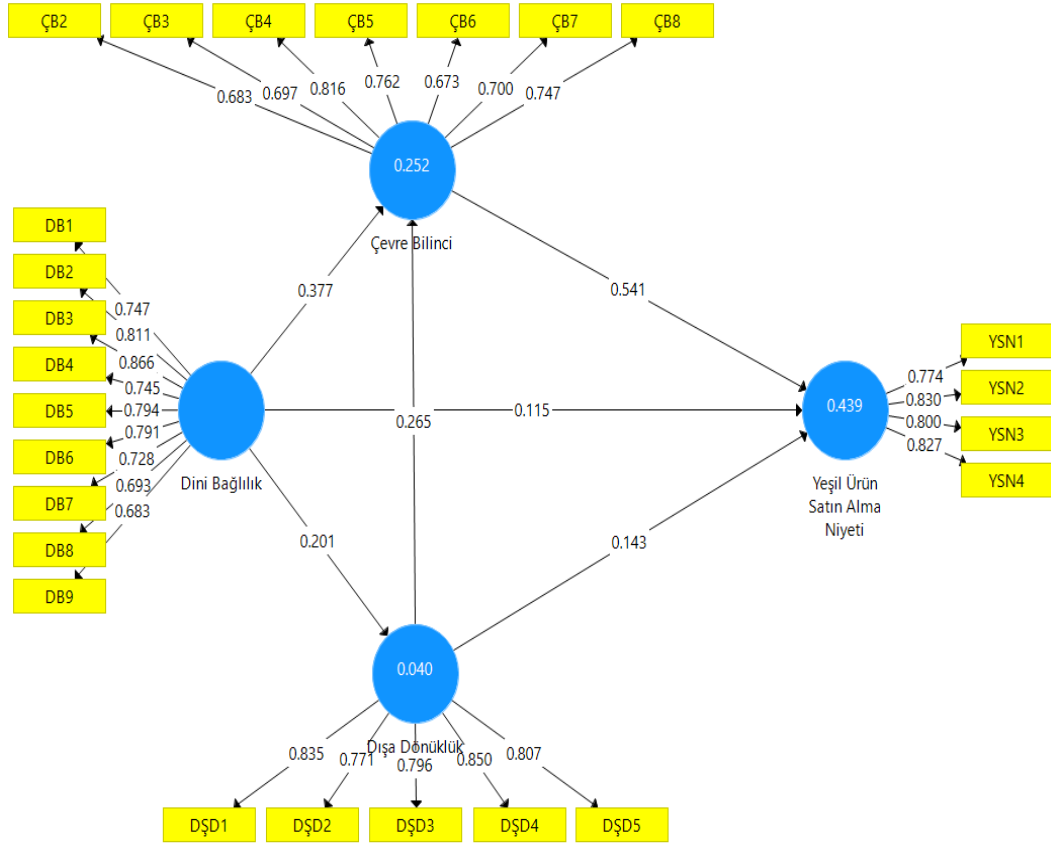 ÇB2 ÇB3 ÇB4 ÇB5 ÇB6 ÇB7 ÇB8
0.683 0.697 0.816 0.762 0.673 0.700 0.747
0.252
Çevre Bilinci
DB1
DB2
DB3
DB4
DB5
DB6
DB7
DB8
DB9
0.747
0.811
0.866
0.745
0.794
0.791
0.728
0.693
0.683
Dini Bağlılık
0.377
0.541
0.265
0.115
0.201
0.143
0.439
Yeşil Ürün
Satın Alma
Niyeti
0.774
0.830
0.800
0.827
YSN1
YSN2
YSN3
YSN4
0.040
Dışa Dönüklük
0.835 0.771 0.796 0.850 0.807
DŞD1 DŞD2 DŞD3 DŞD4 DŞD5